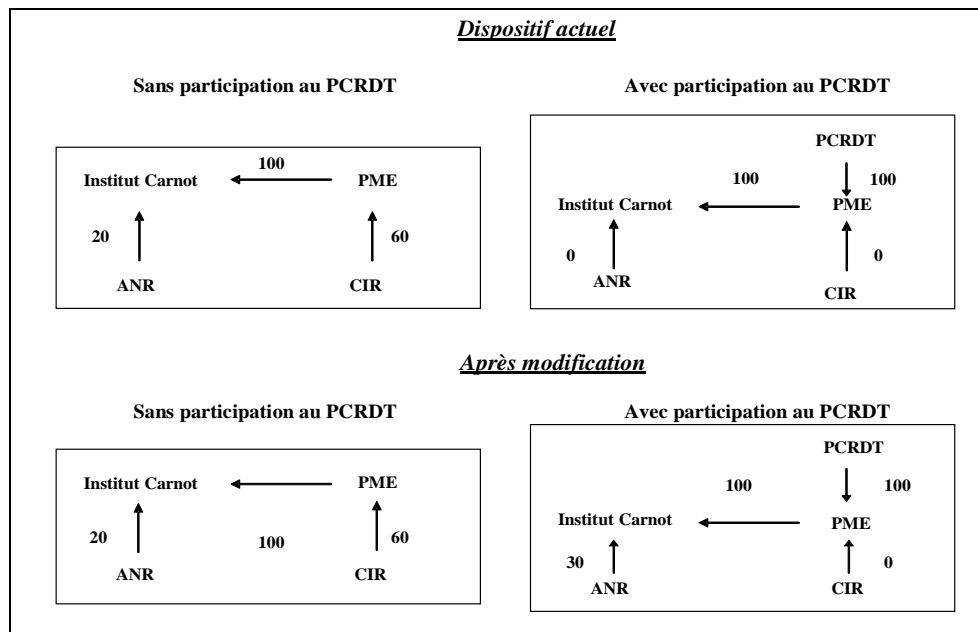 Dispositif actuel
Sans participation au PCRDT
Avec participation au PCRDT
100
Institut Carnot
PME
20
60
ANR
CIR
PCRDT
100
100
Institut Carnot
PME
0
0
ANR
CIR
Après modification
Sans participation au PCRDT
Avec participation au PCRDT
Institut Carnot
PME
20
100
60
ANR
CIR
PCRDT
100
100
Institut Carnot
PME
30
0
ANR
CIR